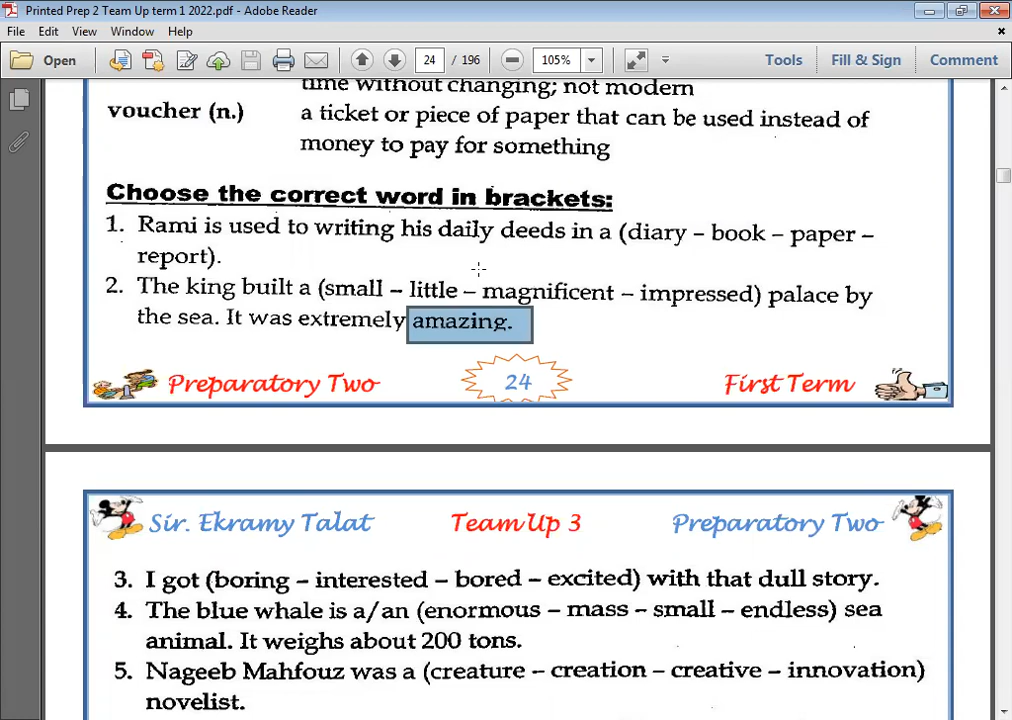 Printed Prep 2 Team Up term 1 2022.pdf - Adobe Reader
File Edit View Window Help
Open 24 / 196 105% Tools Fill & Sign Comment
time without changing; not modern
voucher (n.) a ticket or piece of paper that can be used instead of
money to pay for something
Choose the correct word in brackets:
1. Rami is used to writing his daily deeds in a (diary – book – paper –
report).
2. The king built a (small – little – magnificent – impressed) palace by
the sea. It was extremely amazing.
Preparatory Two 24 First Term
Sir. Ekramy Talat Team Up 3 Preparatory Two
3. I got (boring – interested – bored – excited) with that dull story.
4. The blue whale is a/an (enormous – mass – small – endless) sea
animal. It weighs about 200 tons.
5. Nageeb Mahfouz was a (creature – creation – creative – innovation)
novelist.